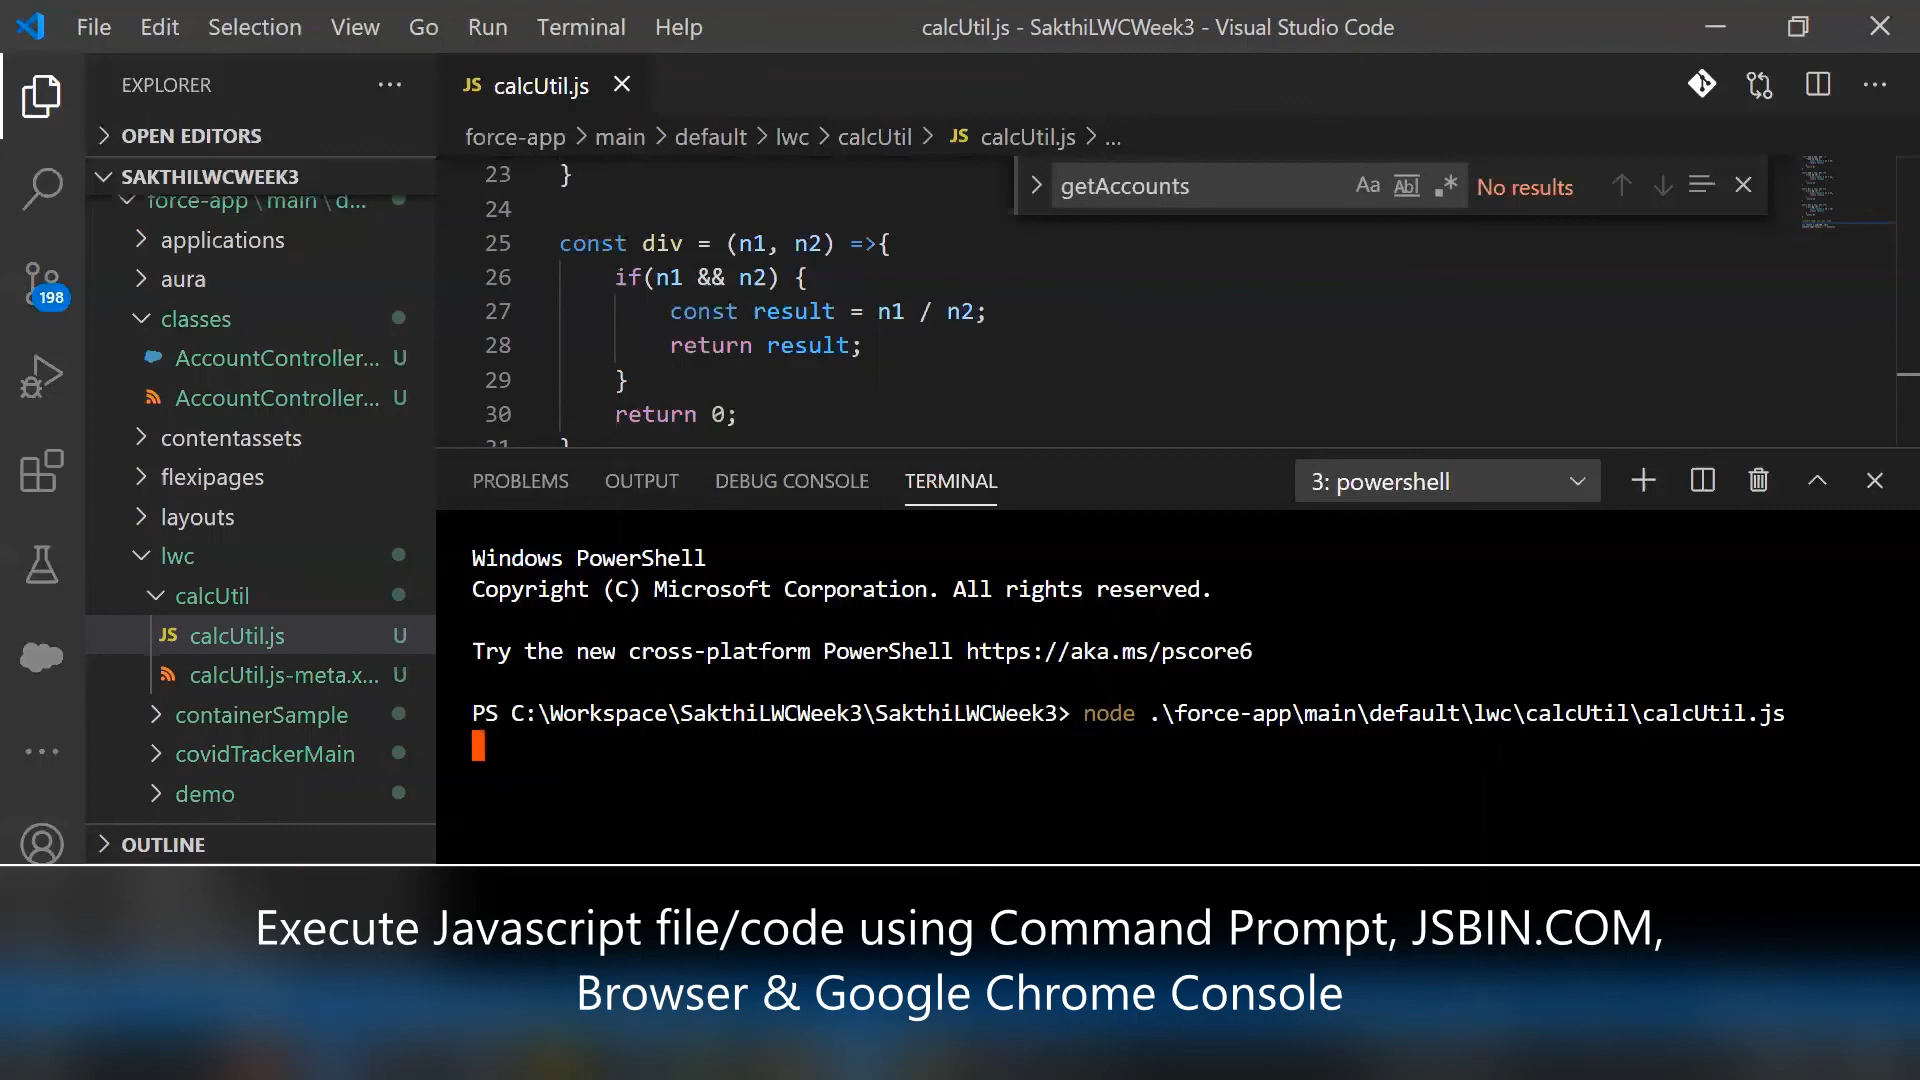 File Edit Selection View Go Run Terminal Help
calcUtil.js - SakthiLWCWeek3 - Visual Studio Code
EXPLORER
OPEN EDITORS
SAKTHILWCWEEK3
force-app \ main \ d...
applications
aura
classes
AccountController... U
AccountController... U
contentassets
flexipages
layouts
lwc
calcUtil
JS calcUtil.js U
calcUtil.js-meta.x... U
containerSample
covidTrackerMain
demo
OUTLINE
198
JS calcUtil.js
force-app > main > default > lwc > calcUtil > JS calcUtil.js > ...
getAccounts Aa Abl .* No results
23 }
24
25 const div = (n1, n2) =>{
26 if(n1 && n2) {
27 const result = n1 / n2;
28 return result;
29 }
30 return 0;
31 }
PROBLEMS OUTPUT DEBUG CONSOLE TERMINAL 3: powershell
Windows PowerShell
Copyright (C) Microsoft Corporation. All rights reserved.
Try the new cross-platform PowerShell https://aka.ms/pscore6
PS C:\Workspace\SakthiLWCWeek3\SakthiLWCWeek3> node .\force-app\main\default\lwc\calcUtil\calcUtil.js
Execute Javascript file/code using Command Prompt, JSBIN.COM,
Browser & Google Chrome Console